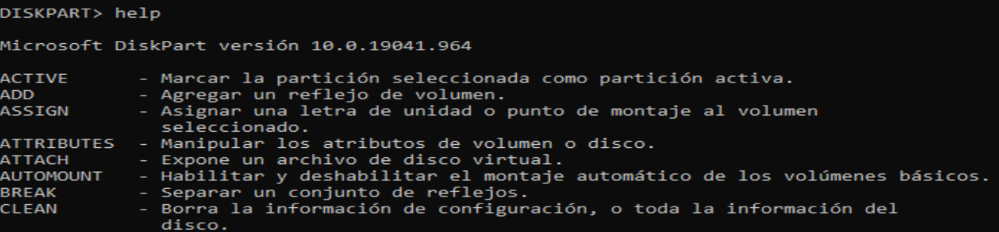 DISKPART> help
Microsoft DiskPart versión 10.0.19041.964
ACTIVE - Marcar la partición seleccionada como partición activa.
ADD - Agregar un reflejo de volumen.
ASSIGN - Asignar una letra de unidad o punto de montaje al volumen
seleccionado.
ATTRIBUTES - Manipular los atributos de volumen o disco.
ATTACH - Expone un archivo de disco virtual.
AUTOMOUNT - Habilitar y deshabilitar el montaje automático de los volúmenes básicos.
BREAK - Separar un conjunto de reflejos.
CLEAN - Borra la información de configuración, o toda la información del
disco.